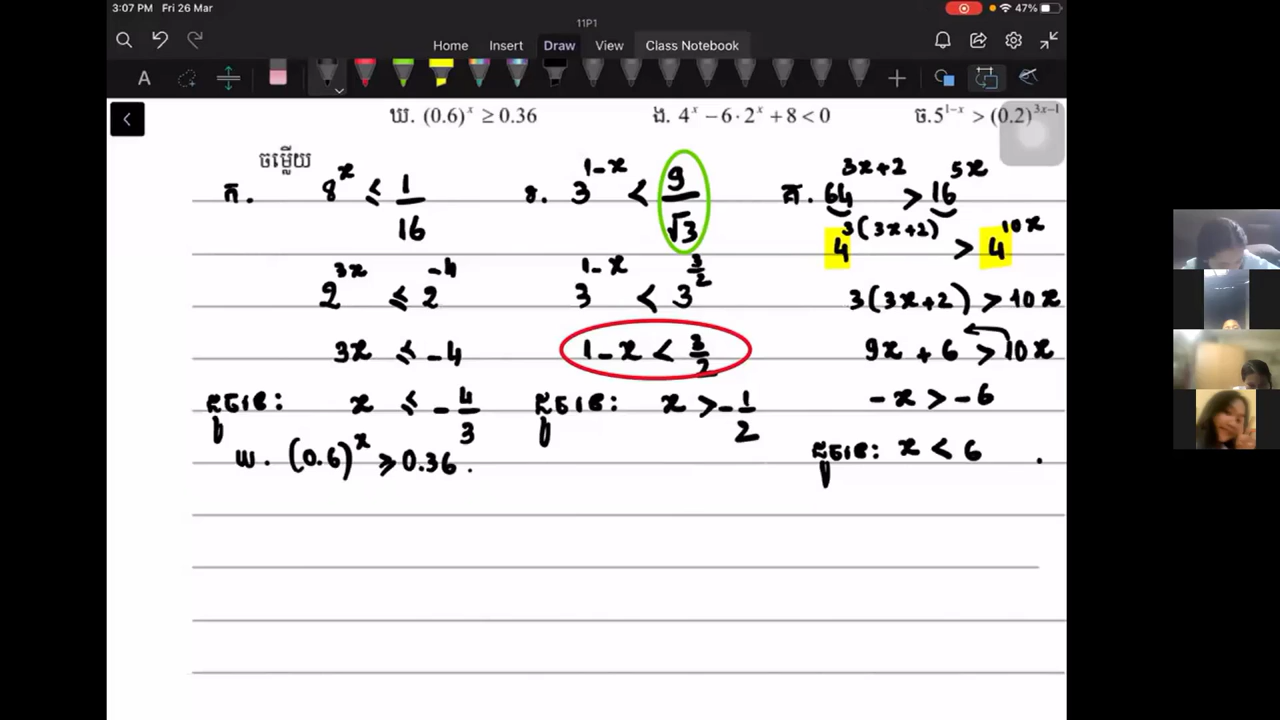 3:07 PM Fri 26 Mar
47%
11P1
Home Insert Draw View Class Notebook
A
ឃ. (0.6)^x ≥ 0.36 ង. 4^x − 6·2^x + 8 < 0 ច. 5^{1−x} > (0.2)^{3x−1}
ចម្លើយ
ក. 8^x ≤ 1/16
2^{3x} ≤ 2^{-4}
3x ≤ -4
ដូចនេះ: x ≤ -4/3
ខ. 3^{1-x} < 9/√3
3^{1-x} < 3^{3/2}
1-x < 3/2
ដូចនេះ: x > -1/2
គ. 64^{3x+2} > 16^{5x}
4^{3(3x+2)} > 4^{10x}
3(3x+2) > 10x
9x + 6 > 10x
-x > -6
ដូចនេះ: x < 6
ឃ. (0.6)^x ≥ 0.36.